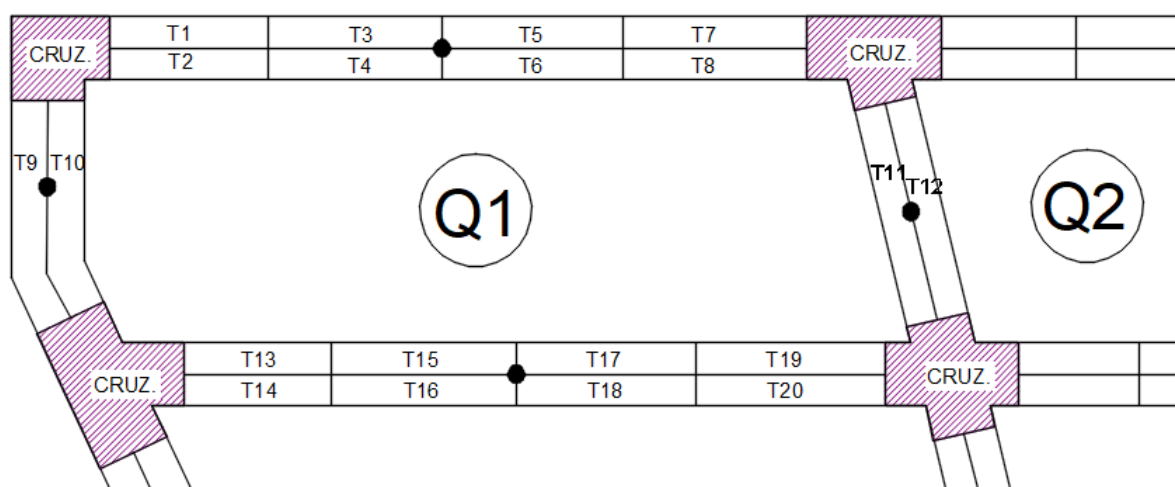 CRUZ.
T1 T3 T5 T7
CRUZ.
T2 T4 T6 T8
T9 T10
T11 T12
Q1
Q2
T13 T15 T17 T19
CRUZ.
T14 T16 T18 T20
CRUZ.